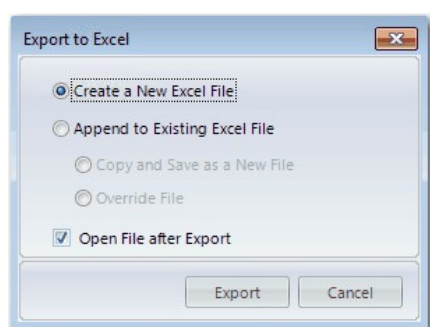 Export to Excel
Create a New Excel File
Append to Existing Excel File
Copy and Save as a New File
Override File
Open File after Export
Export Cancel